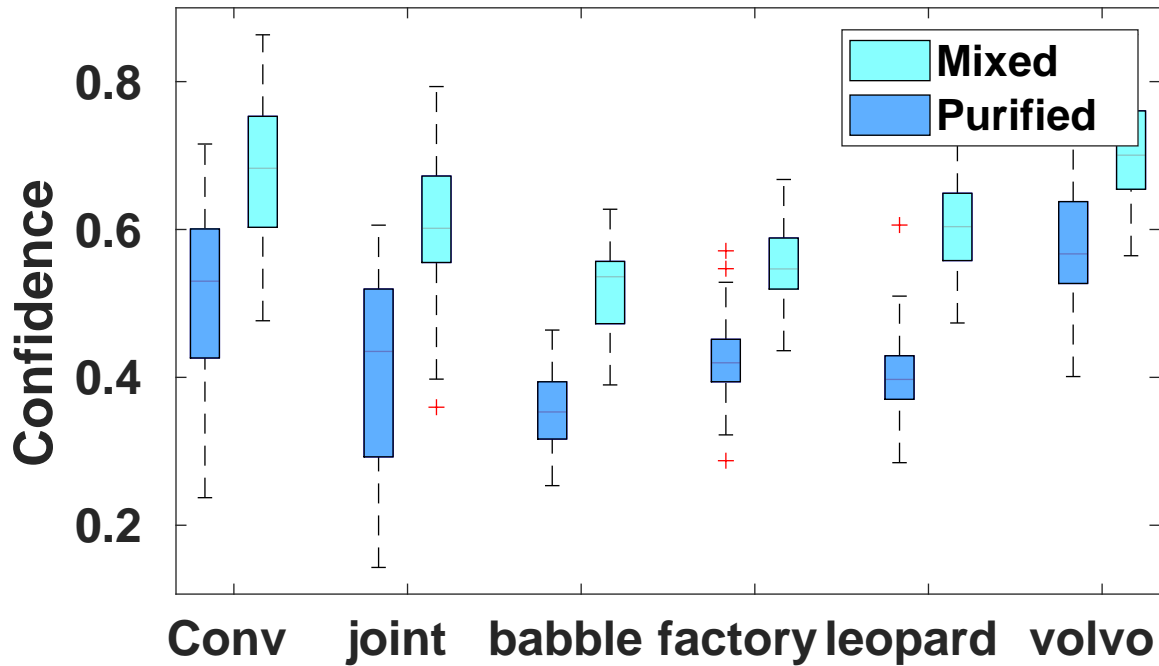 Mixed
Purified
Confidence
0.8
0.6
0.4
0.2
Conv joint babble factory leopard volvo